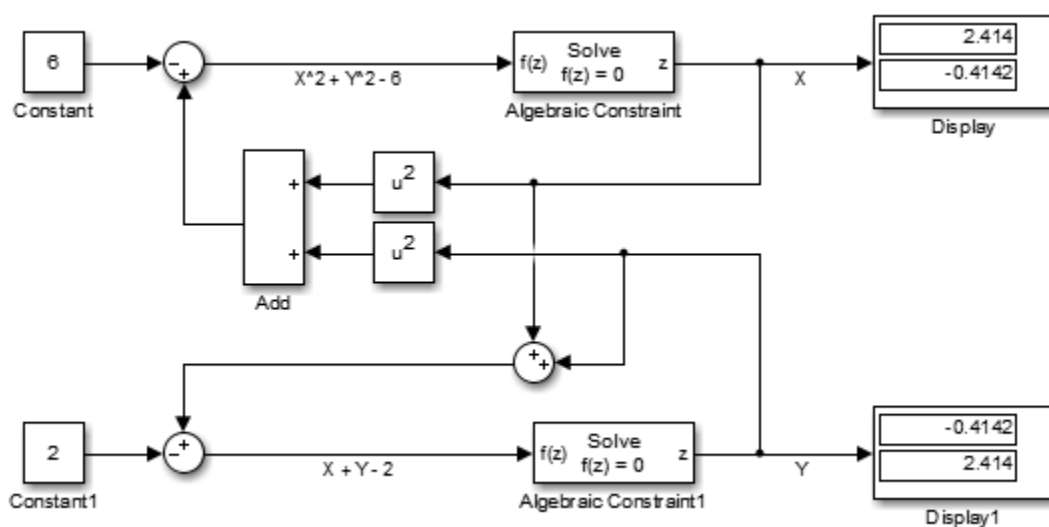 6
Constant
-
+
X^2 + Y^2 - 6
f(z)
Solve
f(z) = 0
z
Algebraic Constraint
X
2.414
-0.4142
Display
+
+
Add
u2
u2
+
+
2
Constant1
-
+
X + Y - 2
f(z)
Solve
f(z) = 0
z
Algebraic Constraint1
Y
-0.4142
2.414
Display1